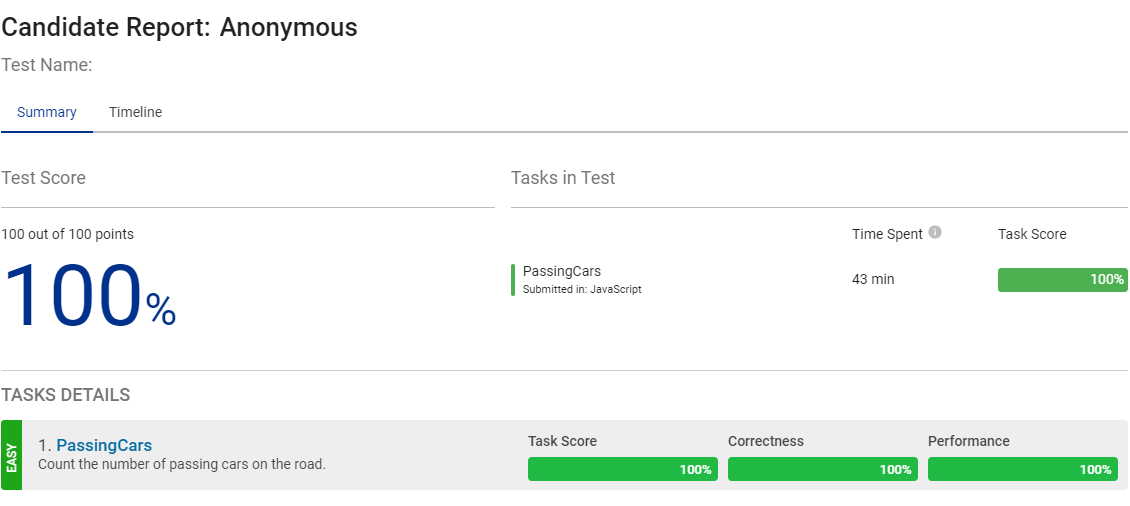 Candidate Report: Anonymous
Test Name:
Summary Timeline
Test Score
Tasks in Test
100 out of 100 points
100%
Time Spent Task Score
PassingCars
Submitted in: JavaScript
43 min
100%
TASKS DETAILS
EASY
1. PassingCars
Count the number of passing cars on the road.
Task Score
100%
Correctness
100%
Performance
100%